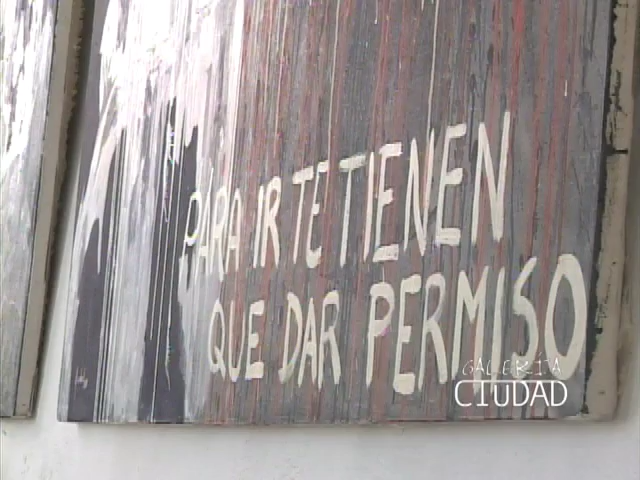 PARA IR TE TIENEN
QUE DAR PERMISO
GALERIA
CIUDAD